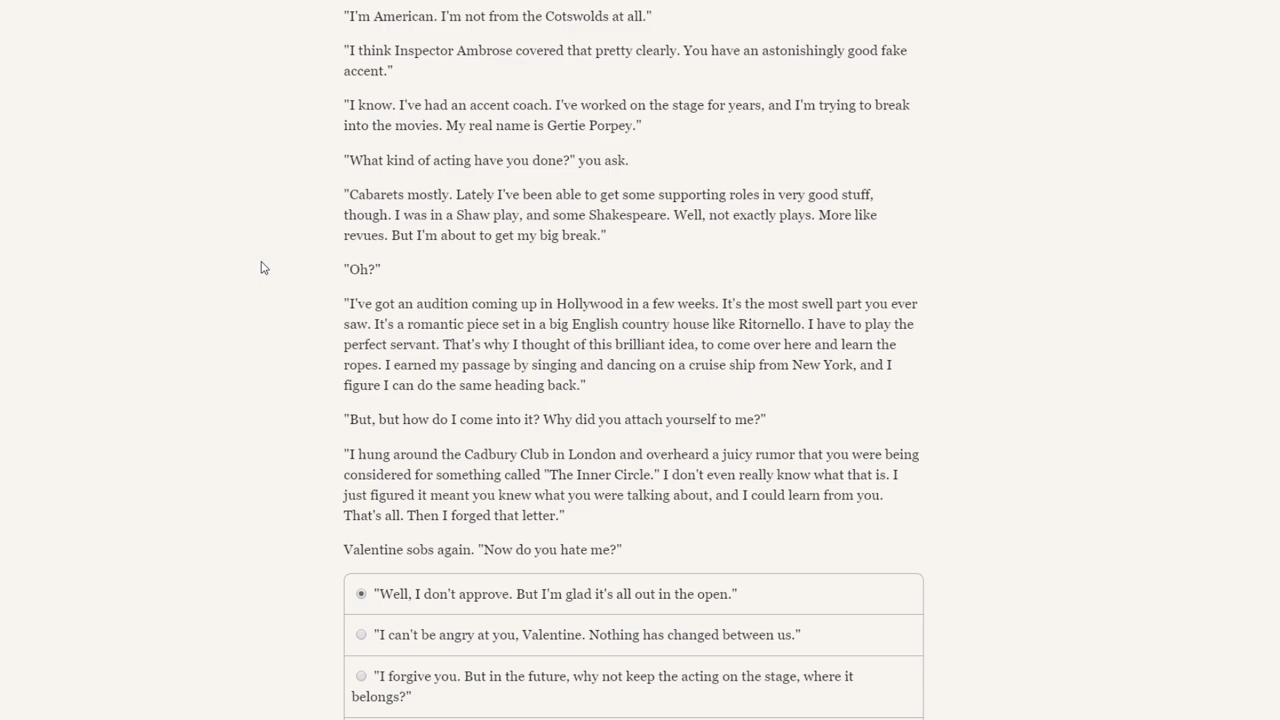 "I'm American. I'm not from the Cotswolds at all."
"I think Inspector Ambrose covered that pretty clearly. You have an astonishingly good fake
accent."
"I know. I've had an accent coach. I've worked on the stage for years, and I'm trying to break
into the movies. My real name is Gertie Porpey."
"What kind of acting have you done?" you ask.
"Cabarets mostly. Lately I've been able to get some supporting roles in very good stuff,
though. I was in a Shaw play, and some Shakespeare. Well, not exactly plays. More like
revues. But I'm about to get my big break."
"Oh?"
"I've got an audition coming up in Hollywood in a few weeks. It's the most swell part you ever
saw. It's a romantic piece set in a big English country house like Ritornello. I have to play the
perfect servant. That's why I thought of this brilliant idea, to come over here and learn the
ropes. I earned my passage by singing and dancing on a cruise ship from New York, and I
figure I can do the same heading back."
"But, but how do I come into it? Why did you attach yourself to me?"
"I hung around the Cadbury Club in London and overheard a juicy rumor that you were being
considered for something called "The Inner Circle." I don't even really know what that is. I
just figured it meant you knew what you were talking about, and I could learn from you.
That's all. Then I forged that letter."
Valentine sobs again. "Now do you hate me?"
"Well, I don't approve. But I'm glad it's all out in the open."
"I can't be angry at you, Valentine. Nothing has changed between us."
"I forgive you. But in the future, why not keep the acting on the stage, where it
belongs?"